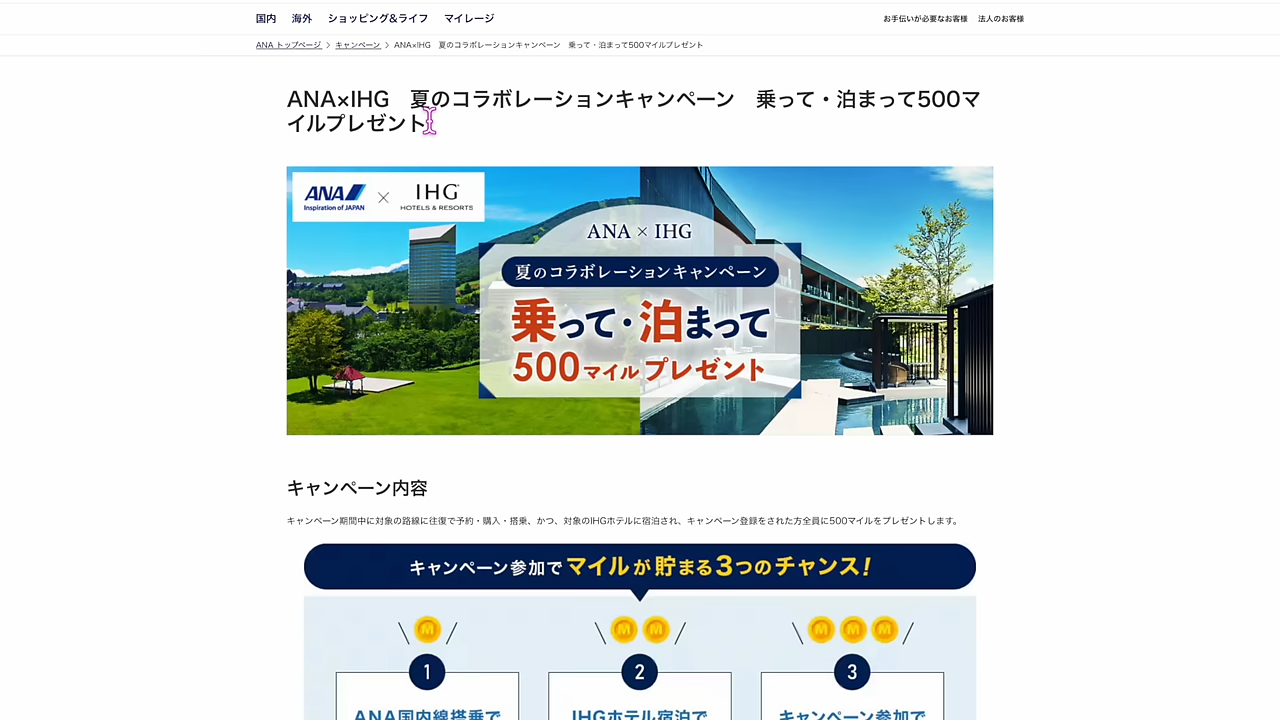 国内 海外 ショッピング&ライフ マイレージ お手伝いが必要なお客様 法人のお客様
ANA トップページ > キャンペーン > ANA×IHG 夏のコラボレーションキャンペーン 乗って・泊まって500マイルプレゼント
ANA×IHG 夏のコラボレーションキャンペーン 乗って・泊まって500マ
イルプレゼント
ANA × IHG
Inspiration of JAPAN HOTELS & RESORTS
ANA × IHG
夏のコラボレーションキャンペーン
乗って・泊まって
500マイルプレゼント
キャンペーン内容
キャンペーン期間中に対象の路線に往復で予約・購入・搭乗、かつ、対象のIHGホテルに宿泊され、キャンペーン登録をされた方全員に500マイルをプレゼントします。
キャンペーン参加でマイルが貯まる3つのチャンス!
M M M M M M
1 2 3
ANA国内線搭乗で IHGホテル宿泊で キャンペーン参加で